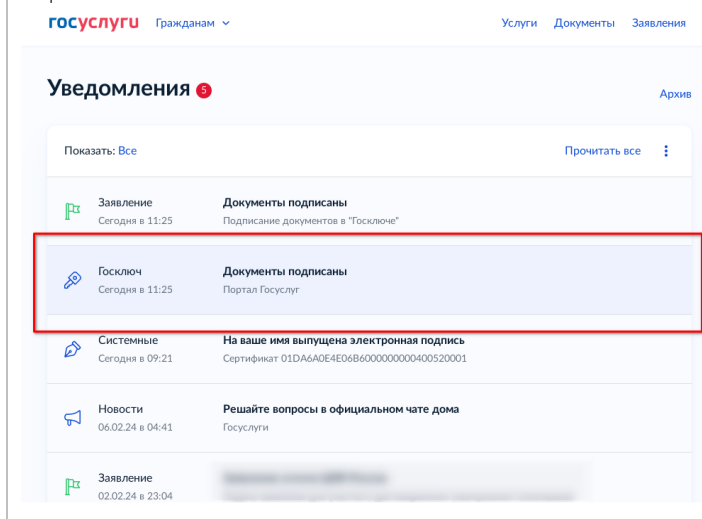 госуслуги Гражданам Услуги Документы Заявления
Уведомления 5
Архив
Показать: Все Прочитать все
Заявление Документы подписаны
Сегодня в 11:25 Подписание документов в "Госключе"
Госключ Документы подписаны
Сегодня в 11:25 Портал Госуслуг
Системные На ваше имя выпущена электронная подпись
Сегодня в 09:21 Сертификат 01DA6A0E4E06B6000000000400520001
Новости Решайте вопросы в официальном чате дома
06.02.24 в 04:41 Госуслуги
Заявление
02.02.24 в 23:04